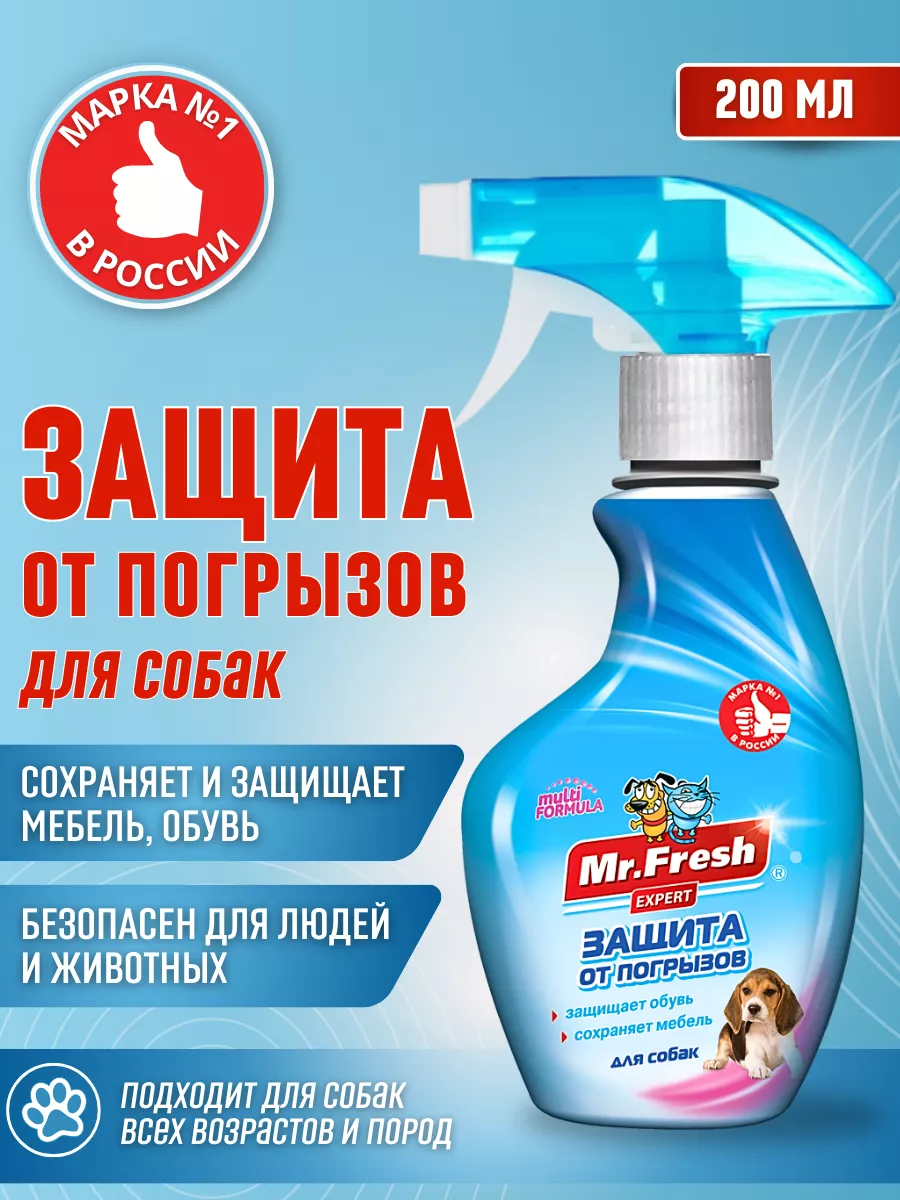 МАРКА №1
В РОССИИ
200 МЛ
ЗАЩИТА
ОТ ПОГРЫЗОВ
ДЛЯ СОБАК
СОХРАНЯЕТ И ЗАЩИЩАЕТ
МЕБЕЛЬ, ОБУВЬ
БЕЗОПАСЕН ДЛЯ ЛЮДЕЙ
И ЖИВОТНЫХ
ПОДХОДИТ ДЛЯ СОБАК
ВСЕХ ВОЗРАСТОВ И ПОРОД
МАРКА №1
В РОССИИ
multi
FORMULA
Mr.Fresh ®
EXPERT
ЗАЩИТА
ОТ ПОГРЫЗОВ
защищает обувь
сохраняет мебель
для собак